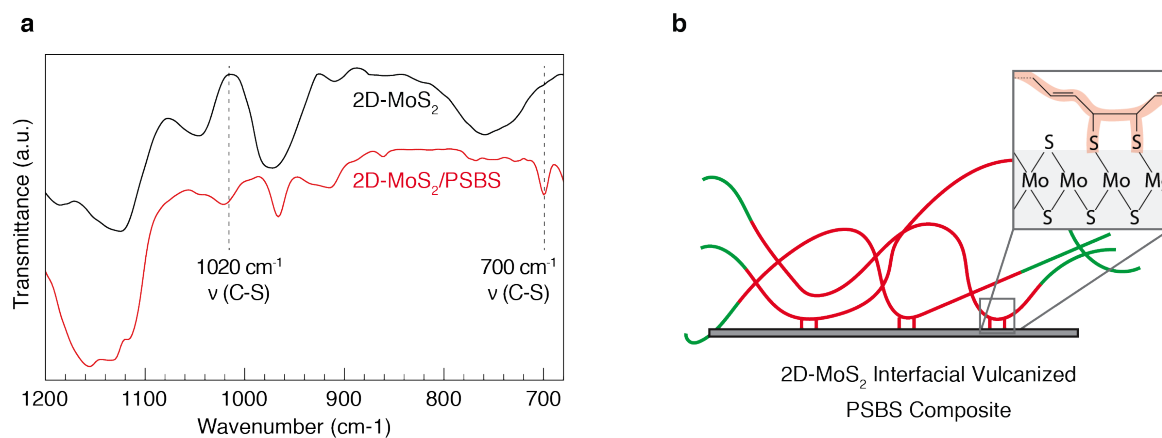 a
2D-MoS₂
2D-MoS₂/PSBS
1020 cm⁻¹
ν (C-S)
700 cm⁻¹
ν (C-S)
Transmittance (a.u.)
1200 1100 1000 900 800 700
Wavenumber (cm-1)
b
S S S
Mo Mo Mo M
S S S
2D-MoS₂ Interfacial Vulcanized
PSBS Composite